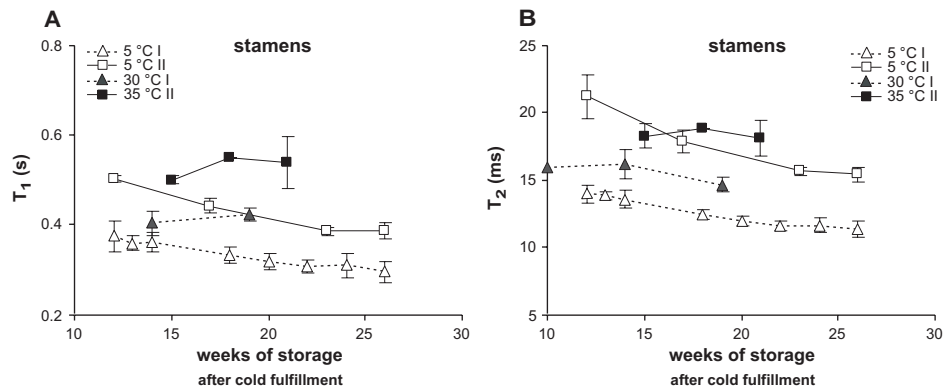 A
stamens
5 °C I
5 °C II
30 °C I
35 °C II
0.8
0.6
0.4
0.2
T1 (s)
10 15 20 25 30
weeks of storage
after cold fulfillment
B
stamens
5 °C I
5 °C II
30 °C I
35 °C II
25
20
15
10
5
T2 (ms)
10 15 20 25 30
weeks of storage
after cold fulfillment